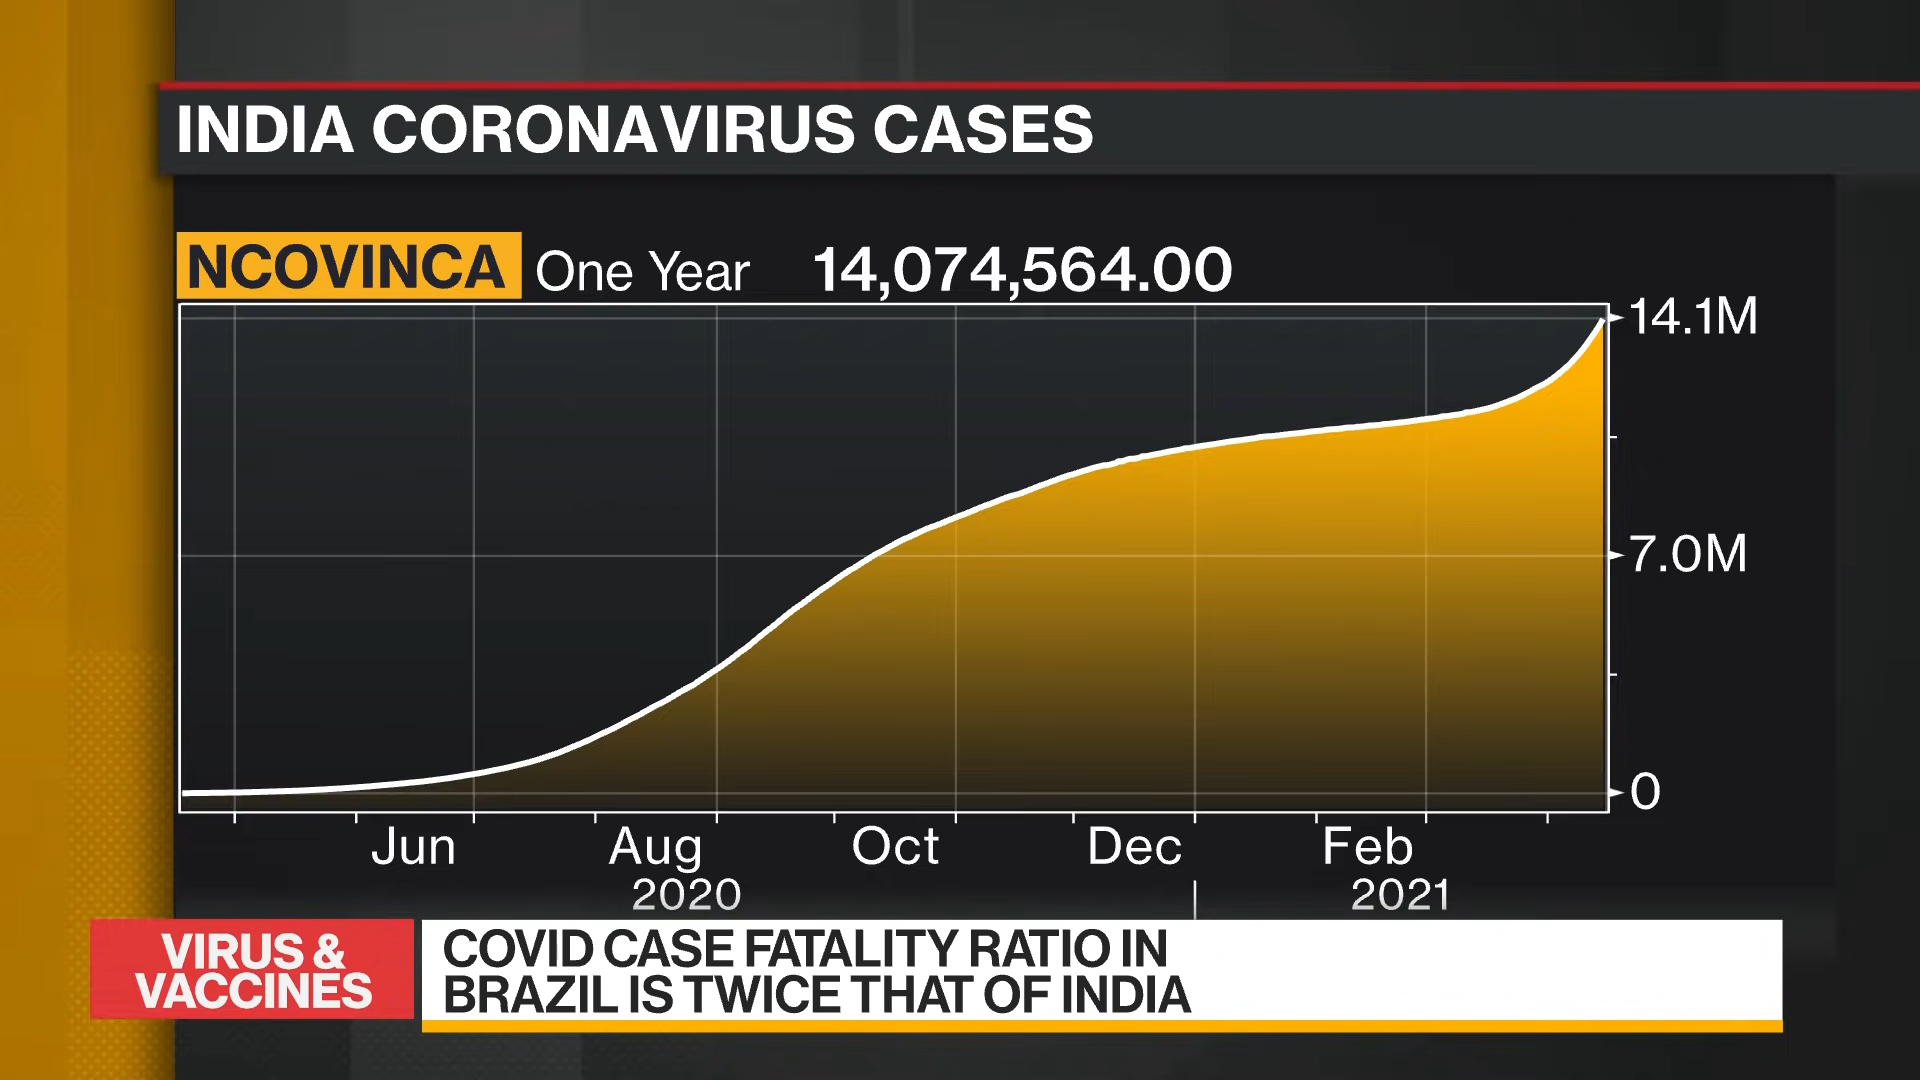 INDIA CORONAVIRUS CASES
NCOVINCA One Year 14,074,564.00
14.1M
7.0M
0
Jun Aug Oct Dec Feb
2020 2021
VIRUS &
VACCINES
COVID CASE FATALITY RATIO IN
BRAZIL IS TWICE THAT OF INDIA